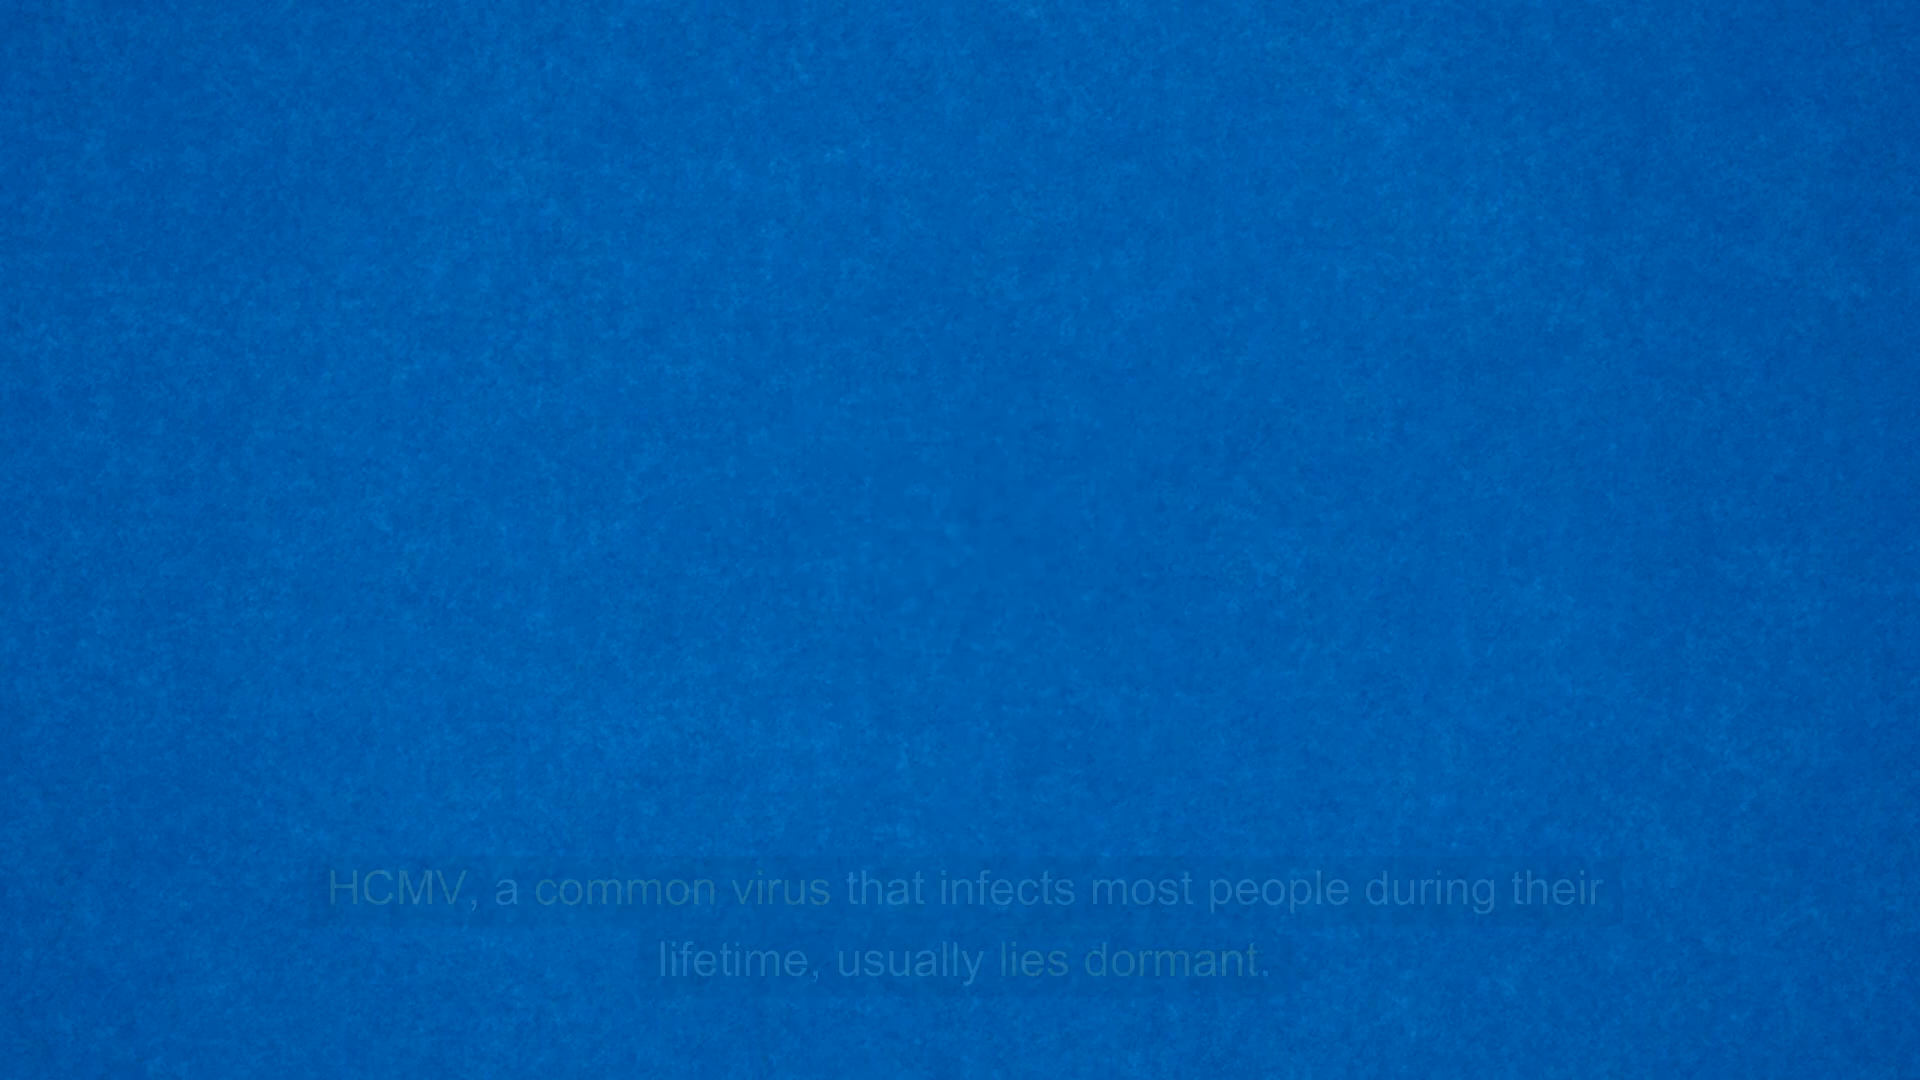 HCMV, a common virus that infects most people during their
lifetime, usually lies dormant.